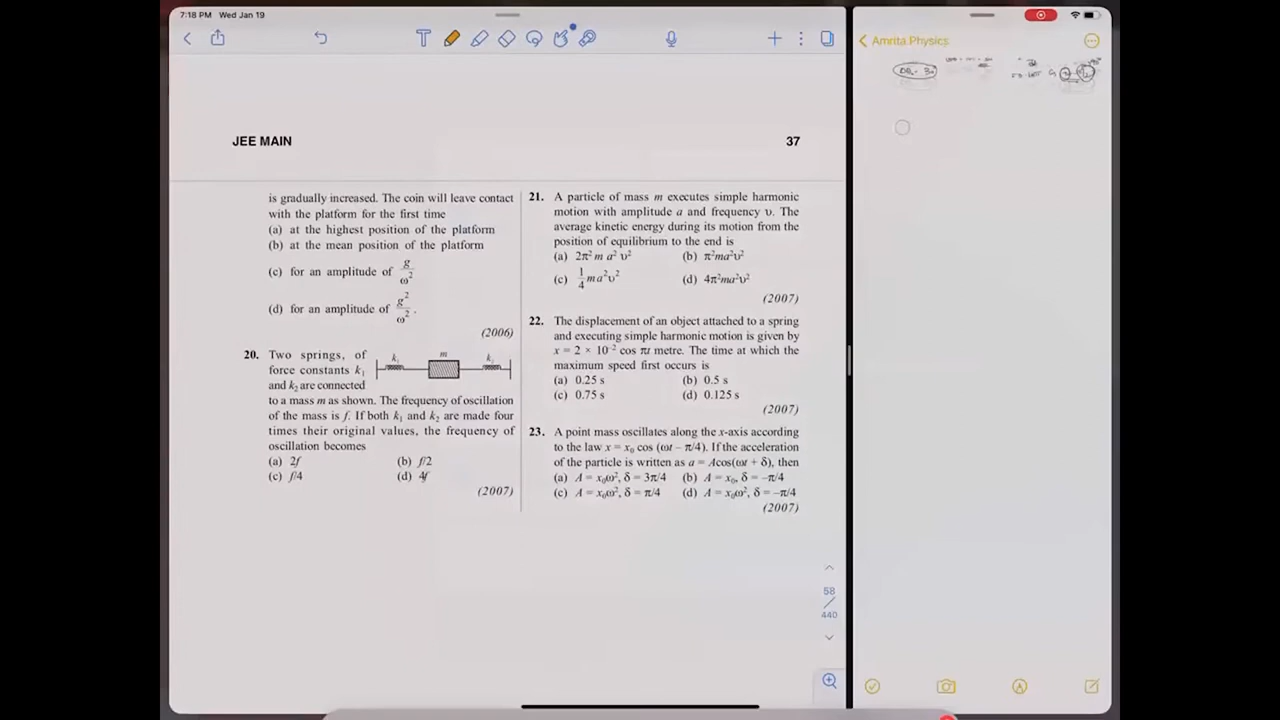 7:18 PM Wed Jan 19
Amrita Physics
JEE MAIN
37
is gradually increased. The coin will leave contact
with the platform for the first time
(a) at the highest position of the platform
(b) at the mean position of the platform
(c) for an amplitude of g/ω²
(d) for an amplitude of g²/ω².
(2006)
20. Two springs, of
force constants k₁
and k₂ are connected
k₁ m k₂
to a mass m as shown. The frequency of oscillation
of the mass is f. If both k₁ and k₂ are made four
times their original values, the frequency of
oscillation becomes
(a) 2f (b) f/2
(c) f/4 (d) 4f
(2007)
21. A particle of mass m executes simple harmonic
motion with amplitude a and frequency υ. The
average kinetic energy during its motion from the
position of equilibrium to the end is
(a) 2π² m a² υ² (b) π²ma²υ²
(c) 1/4 ma²υ² (d) 4π²ma²υ²
(2007)
22. The displacement of an object attached to a spring
and executing simple harmonic motion is given by
x = 2 × 10⁻² cos πt metre. The time at which the
maximum speed first occurs is
(a) 0.25 s (b) 0.5 s
(c) 0.75 s (d) 0.125 s
(2007)
23. A point mass oscillates along the x-axis according
to the law x = x₀ cos (ωt − π/4). If the acceleration
of the particle is written as a = Acos(ωt + δ), then
(a) A = x₀ω², δ = 3π/4 (b) A = x₀, δ = −π/4
(c) A = x₀ω², δ = π/4 (d) A = x₀ω², δ = −π/4
(2007)
58
440